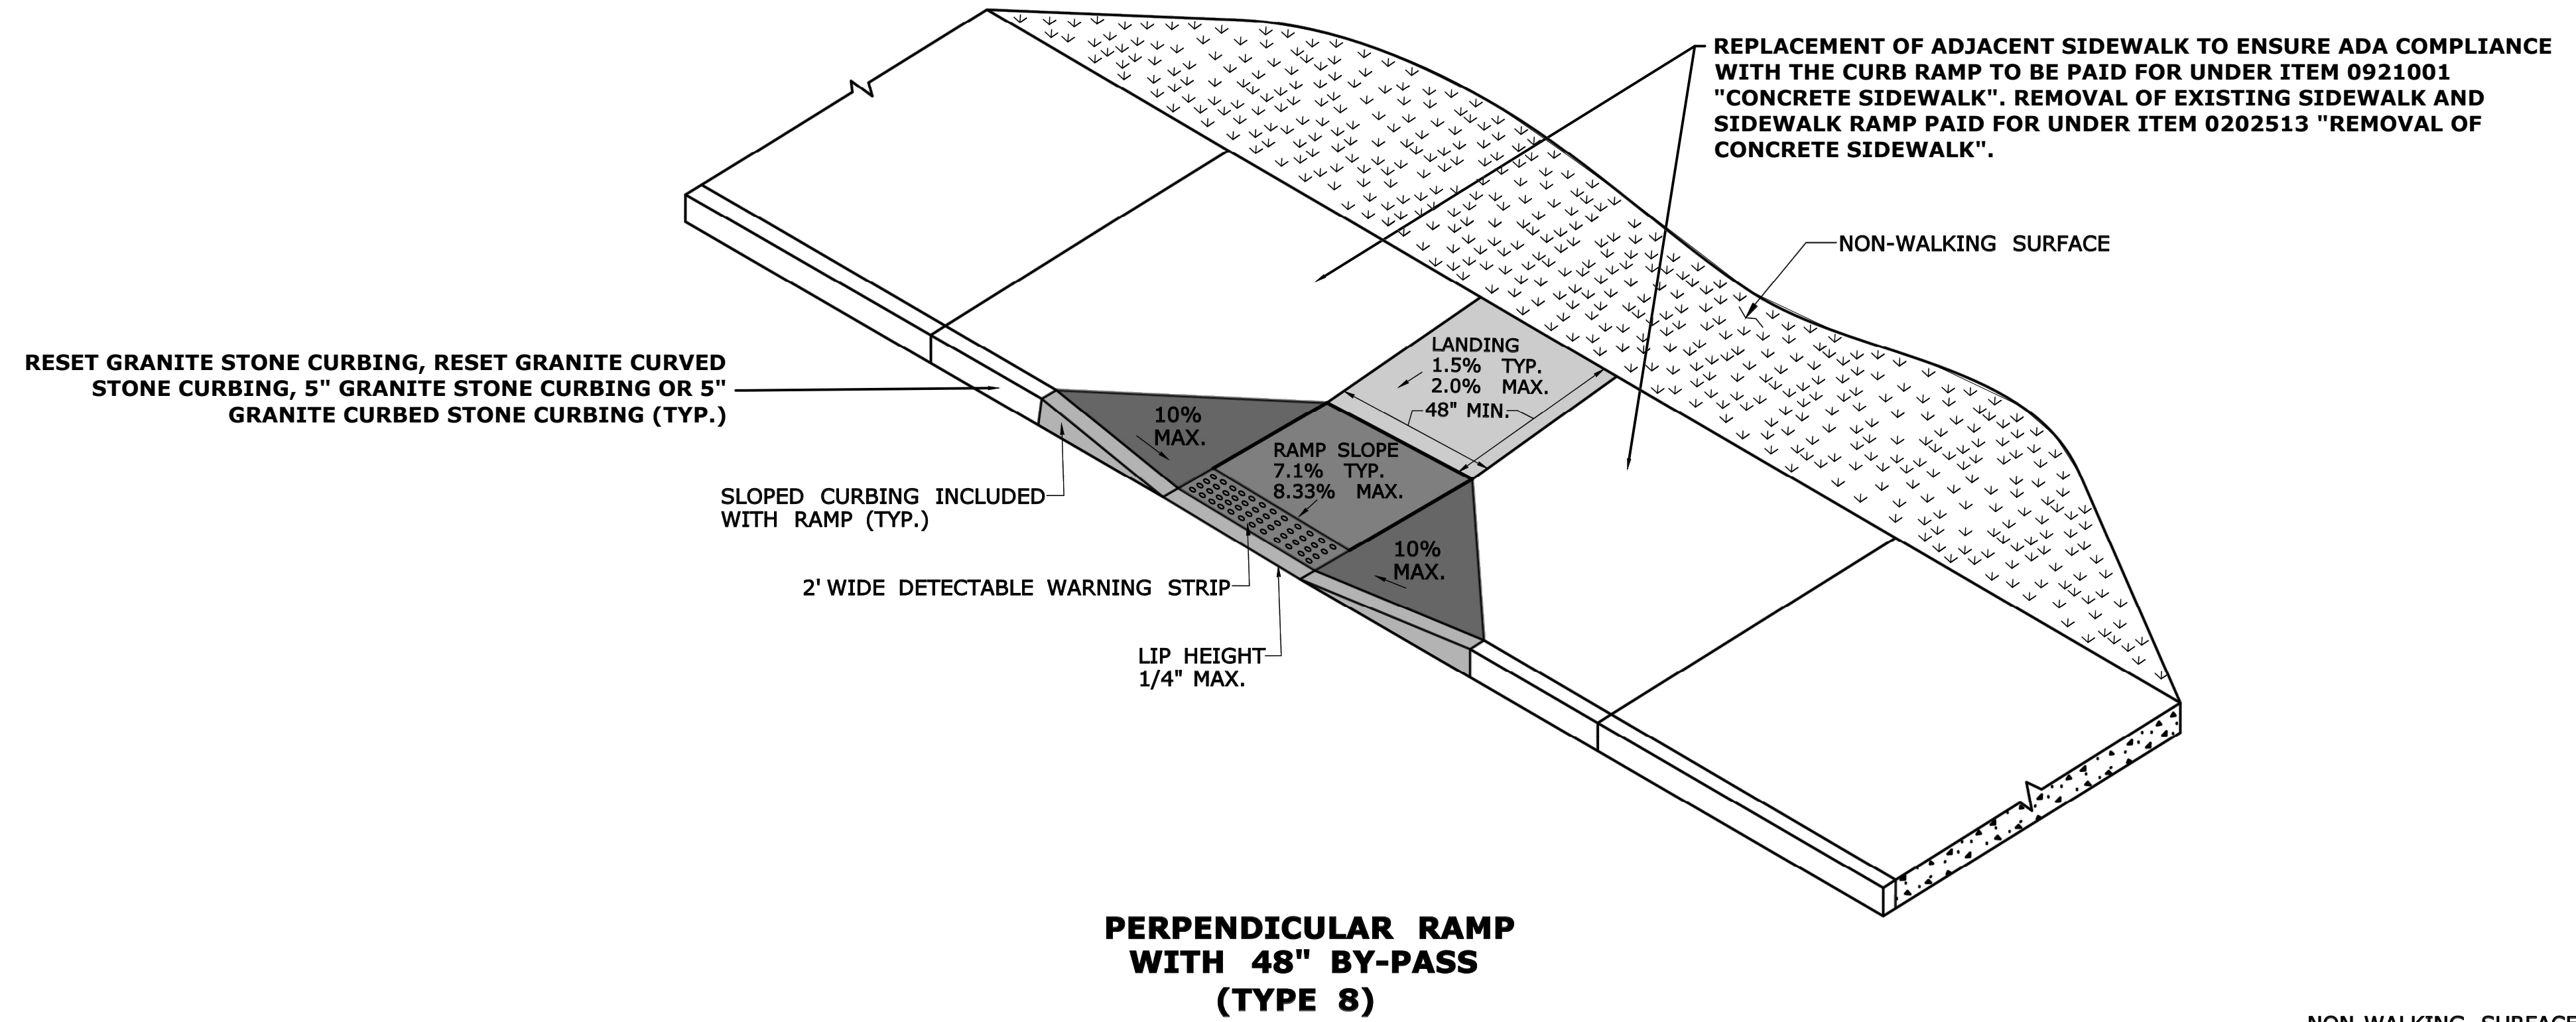 REPLACEMENT OF ADJACENT SIDEWALK TO ENSURE ADA COMPLIANCE
WITH THE CURB RAMP TO BE PAID FOR UNDER ITEM 0921001
"CONCRETE SIDEWALK". REMOVAL OF EXISTING SIDEWALK AND
SIDEWALK RAMP PAID FOR UNDER ITEM 0202513 "REMOVAL OF
CONCRETE SIDEWALK".
NON-WALKING SURFACE
RESET GRANITE STONE CURBING, RESET GRANITE CURVED
STONE CURBING, 5" GRANITE STONE CURBING OR 5"
GRANITE CURBED STONE CURBING (TYP.)
LANDING
1.5% TYP.
2.0% MAX.
48" MIN.
10%
MAX.
RAMP SLOPE
7.1% TYP.
8.33% MAX.
SLOPED CURBING INCLUDED
WITH RAMP (TYP.)
10%
MAX.
2' WIDE DETECTABLE WARNING STRIP
LIP HEIGHT
1/4" MAX.
PERPENDICULAR RAMP
WITH 48" BY-PASS
(TYPE 8)
NON-WALKING SURFACE